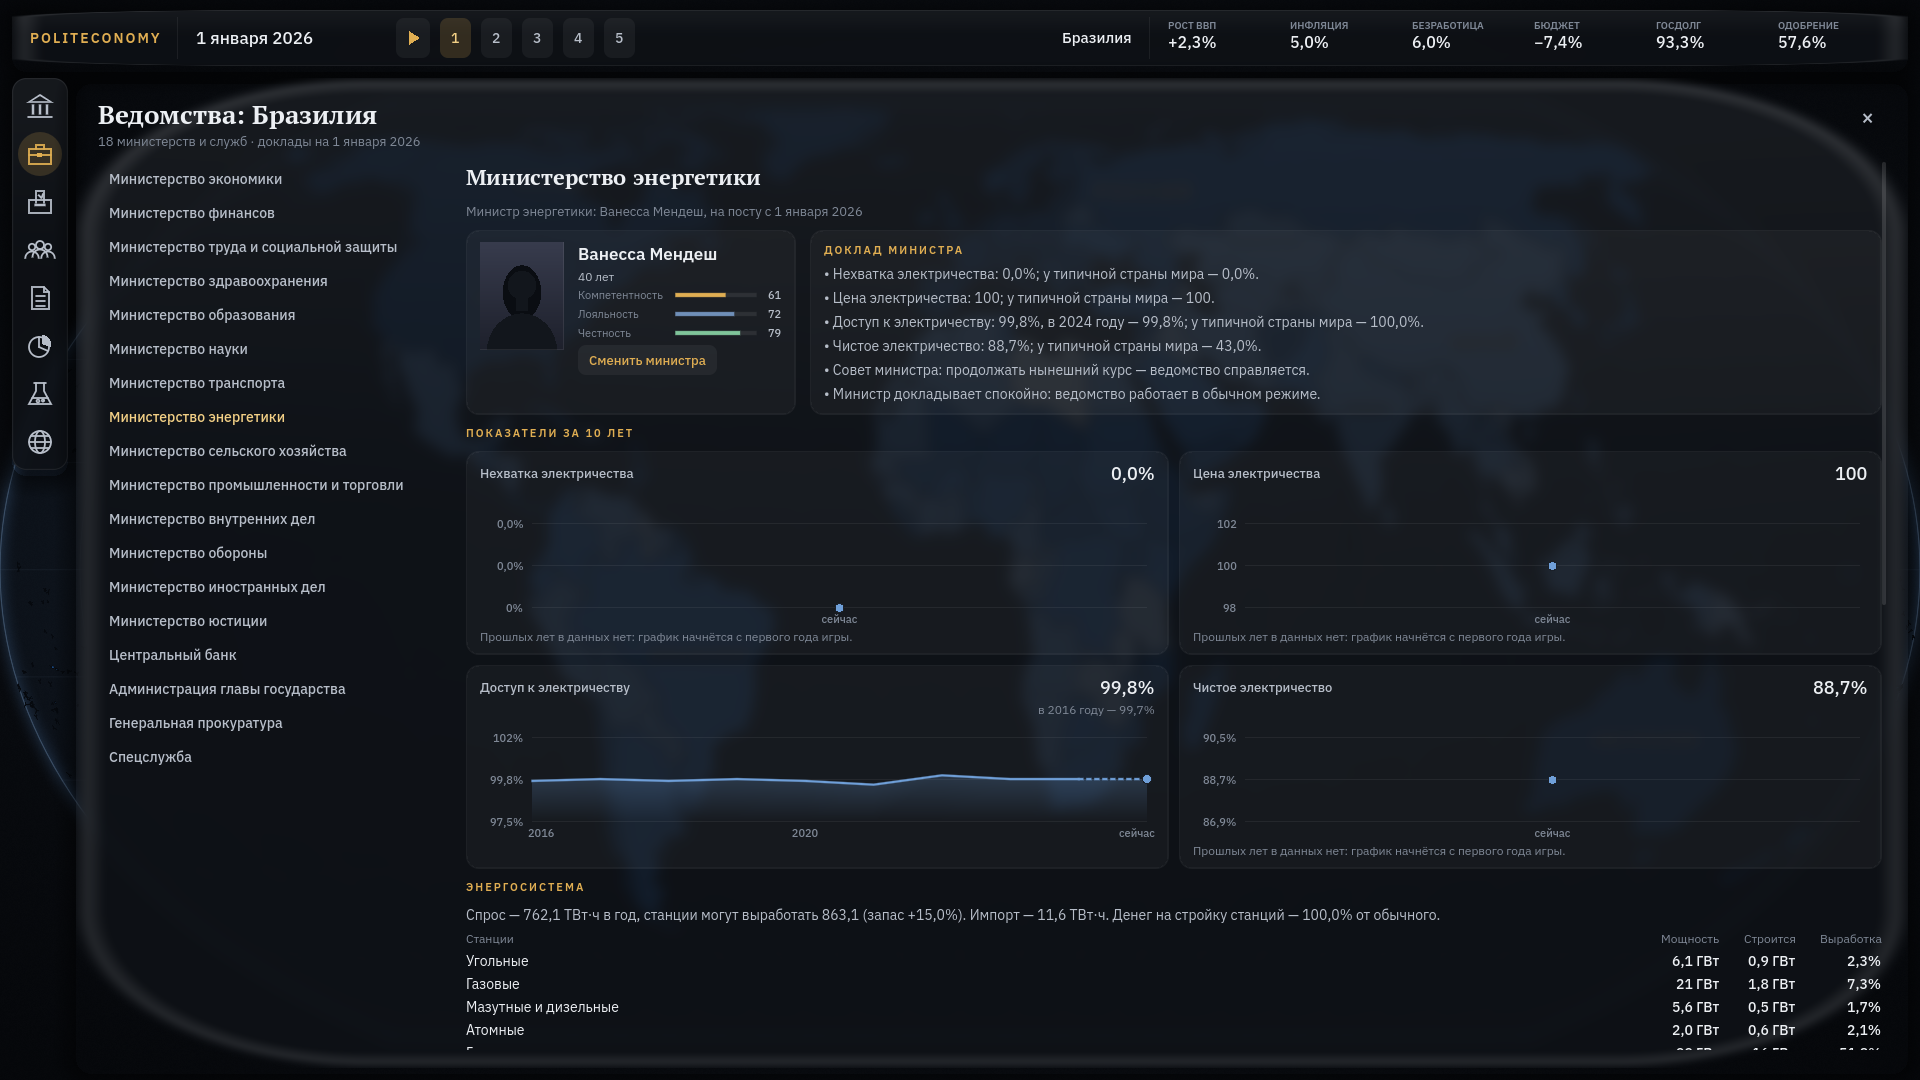 POLITECONOMY
1 января 2026
1
2
3
4
5
Бразилия
РОСТ ВВП
+2,3%
ИНФЛЯЦИЯ
5,0%
БЕЗРАБОТИЦА
6,0%
БЮДЖЕТ
−7,4%
ГОСДОЛГ
93,3%
ОДОБРЕНИЕ
57,6%
Ведомства: Бразилия
18 министерств и служб · доклады на 1 января 2026
×
Министерство экономики
Министерство финансов
Министерство труда и социальной защиты
Министерство здравоохранения
Министерство образования
Министерство науки
Министерство транспорта
Министерство энергетики
Министерство сельского хозяйства
Министерство промышленности и торговли
Министерство внутренних дел
Министерство обороны
Министерство иностранных дел
Министерство юстиции
Центральный банк
Администрация главы государства
Генеральная прокуратура
Спецслужба
Министерство энергетики
Министр энергетики: Ванесса Мендеш, на посту с 1 января 2026
Ванесса Мендеш
40 лет
Компетентность 61
Лояльность 72
Честность 79
Сменить министра
ДОКЛАД МИНИСТРА
• Нехватка электричества: 0,0%; у типичной страны мира — 0,0%.
• Цена электричества: 100; у типичной страны мира — 100.
• Доступ к электричеству: 99,8%, в 2024 году — 99,8%; у типичной страны мира — 100,0%.
• Чистое электричество: 88,7%; у типичной страны мира — 43,0%.
• Совет министра: продолжать нынешний курс — ведомство справляется.
• Министр докладывает спокойно: ведомство работает в обычном режиме.
ПОКАЗАТЕЛИ ЗА 10 ЛЕТ
Нехватка электричества 0,0%
0,0%
0,0%
0%
сейчас
Прошлых лет в данных нет: график начнётся с первого года игры.
Цена электричества 100
102
100
98
сейчас
Прошлых лет в данных нет: график начнётся с первого года игры.
Доступ к электричеству 99,8%
в 2016 году — 99,7%
102%
99,8%
97,5%
2016 2020 сейчас
Чистое электричество 88,7%
90,5%
88,7%
86,9%
сейчас
Прошлых лет в данных нет: график начнётся с первого года игры.
ЭНЕРГОСИСТЕМА
Спрос — 762,1 ТВт·ч в год, станции могут выработать 863,1 (запас +15,0%). Импорт — 11,6 ТВт·ч. Денег на стройку станций — 100,0% от обычного.
Станции Мощность Строится Выработка
Угольные 6,1 ГВт 0,9 ГВт 2,3%
Газовые 21 ГВт 1,8 ГВт 7,3%
Мазутные и дизельные 5,6 ГВт 0,5 ГВт 1,7%
Атомные 2,0 ГВт 0,6 ГВт 2,1%